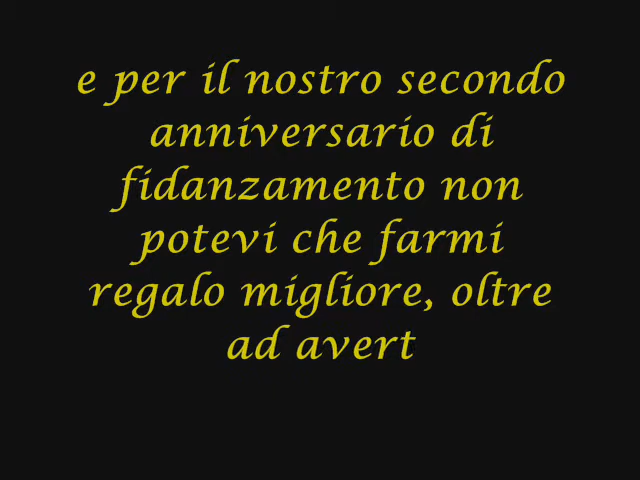 e per il nostro secondo
anniversario di
fidanzamento non
potevi che farmi
regalo migliore, oltre
ad avert